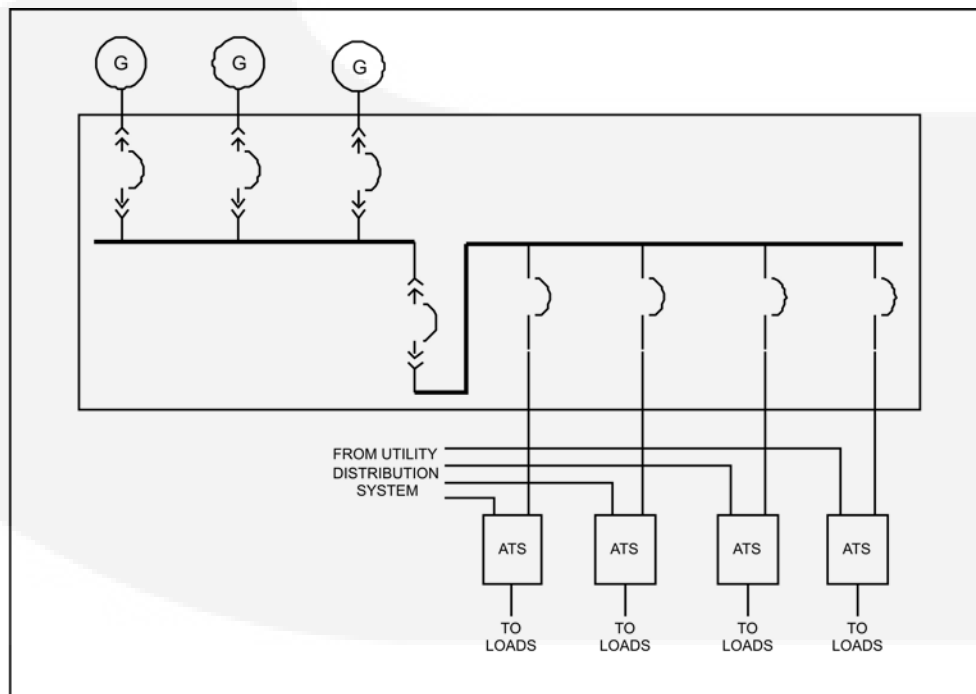 G
G
G
FROM UTILITY
DISTRIBUTION
SYSTEM
ATS
ATS
ATS
ATS
TO
LOADS
TO
LOADS
TO
LOADS
TO
LOADS